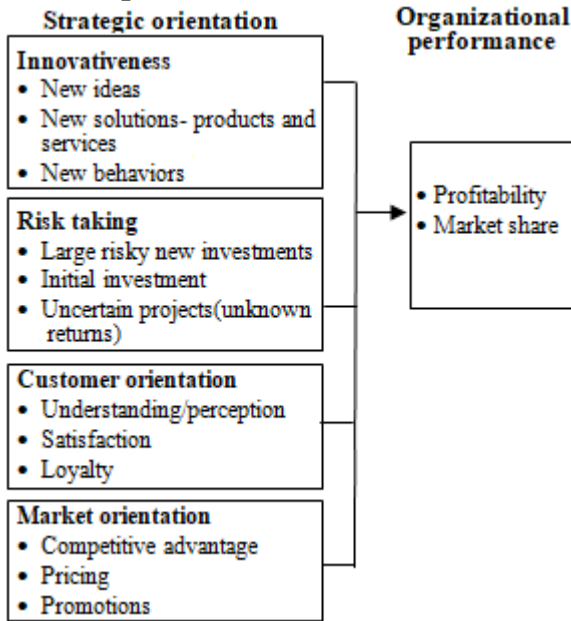 Strategic orientation
Innovativeness
• New ideas
• New solutions- products and
services
• New behaviors
Risk taking
• Large risky new investments
• Initial investment
• Uncertain projects(unknown
returns)
Customer orientation
• Understanding/perception
• Satisfaction
• Loyalty
Market orientation
• Competitive advantage
• Pricing
• Promotions
Organizational
performance
• Profitability
• Market share